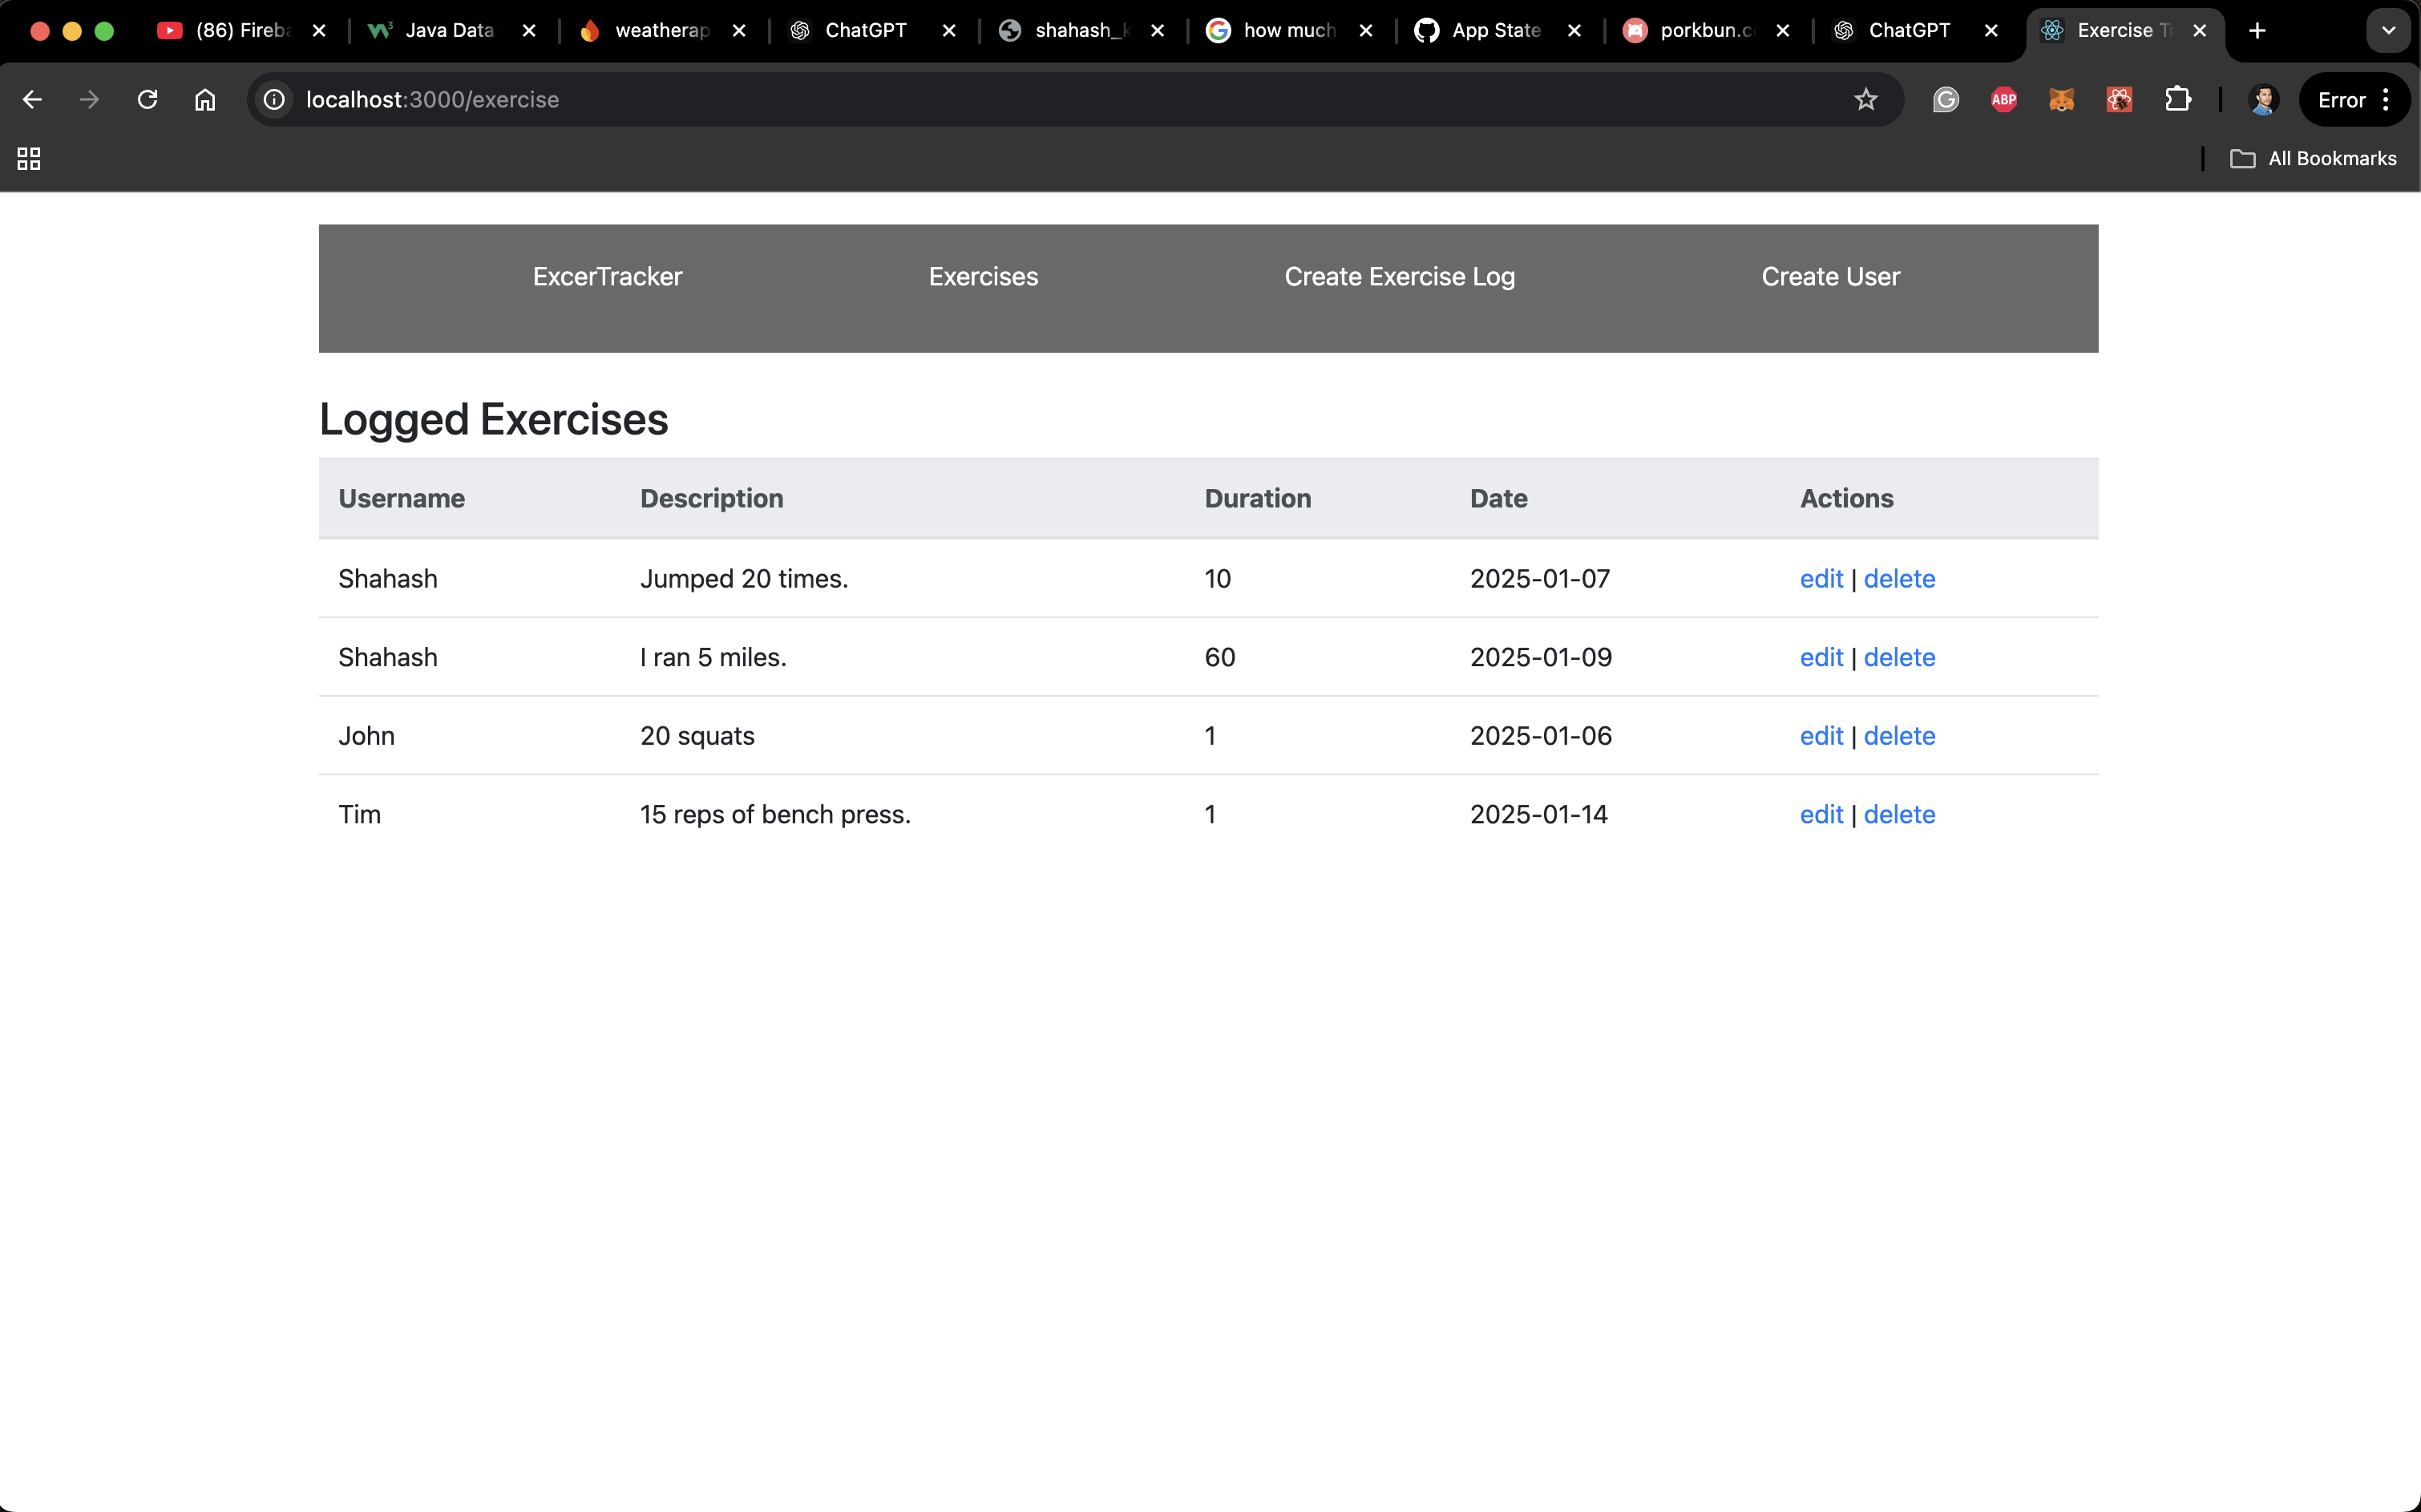 (86) Fireba Java Data weatherap ChatGPT shahash_k how much App State porkbun.co ChatGPT Exercise Tr
localhost:3000/exercise ABP Error
All Bookmarks
ExcerTracker Exercises Create Exercise Log Create User
Logged Exercises
Username Description Duration Date Actions
Shahash Jumped 20 times. 10 2025-01-07 edit | delete
Shahash I ran 5 miles. 60 2025-01-09 edit | delete
John 20 squats 1 2025-01-06 edit | delete
Tim 15 reps of bench press. 1 2025-01-14 edit | delete